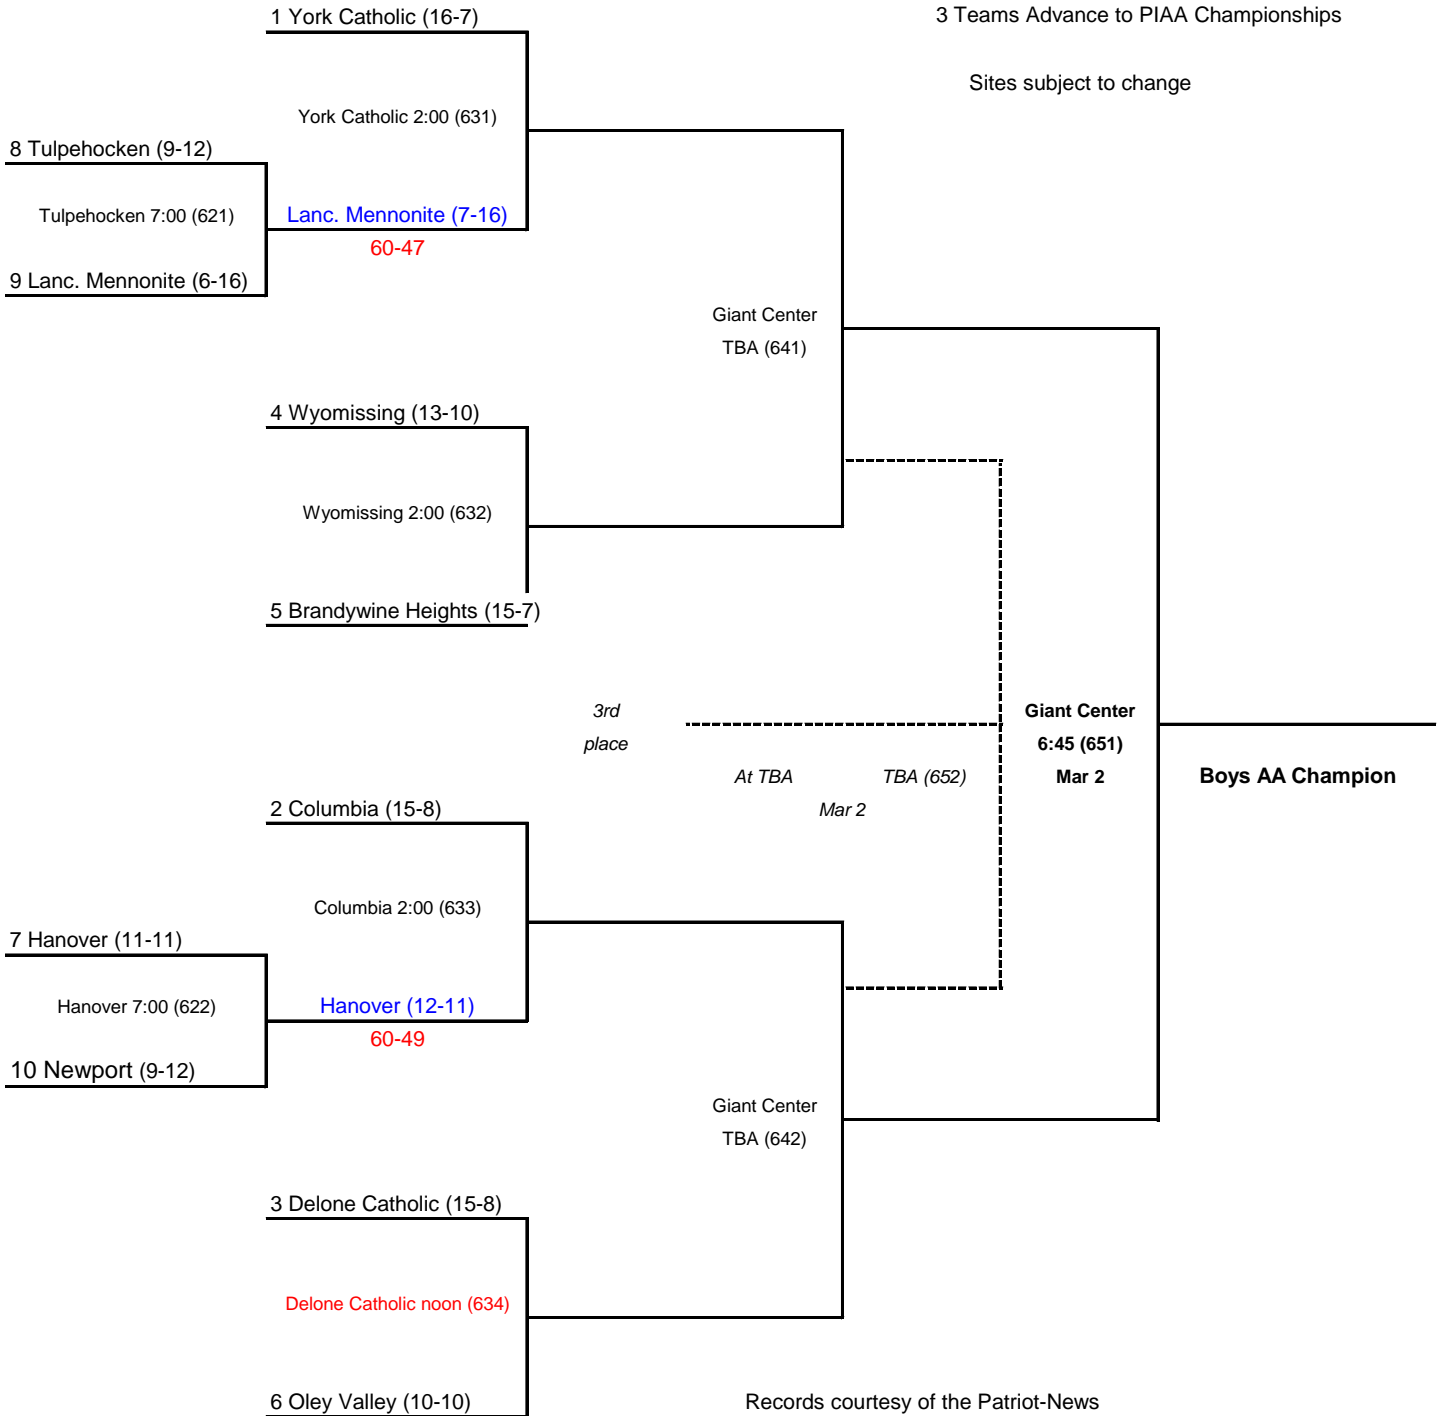 1 York Catholic (16-7)
3 Teams Advance to PIAA Championships
Sites subject to change
York Catholic 2:00 (631)
8 Tulpehocken (9-12)
Tulpehocken 7:00 (621)
Lanc. Mennonite (7-16)
60-47
9 Lanc. Mennonite (6-16)
Giant Center
TBA (641)
4 Wyomissing (13-10)
Wyomissing 2:00 (632)
5 Brandywine Heights (15-7)
3rd
place
Giant Center
6:45 (651)
Mar 2
At TBA TBA (652)
Mar 2
Boys AA Champion
2 Columbia (15-8)
Columbia 2:00 (633)
7 Hanover (11-11)
Hanover 7:00 (622)
Hanover (12-11)
60-49
10 Newport (9-12)
Giant Center
TBA (642)
3 Delone Catholic (15-8)
Delone Catholic noon (634)
6 Oley Valley (10-10)
Records courtesy of the Patriot-News